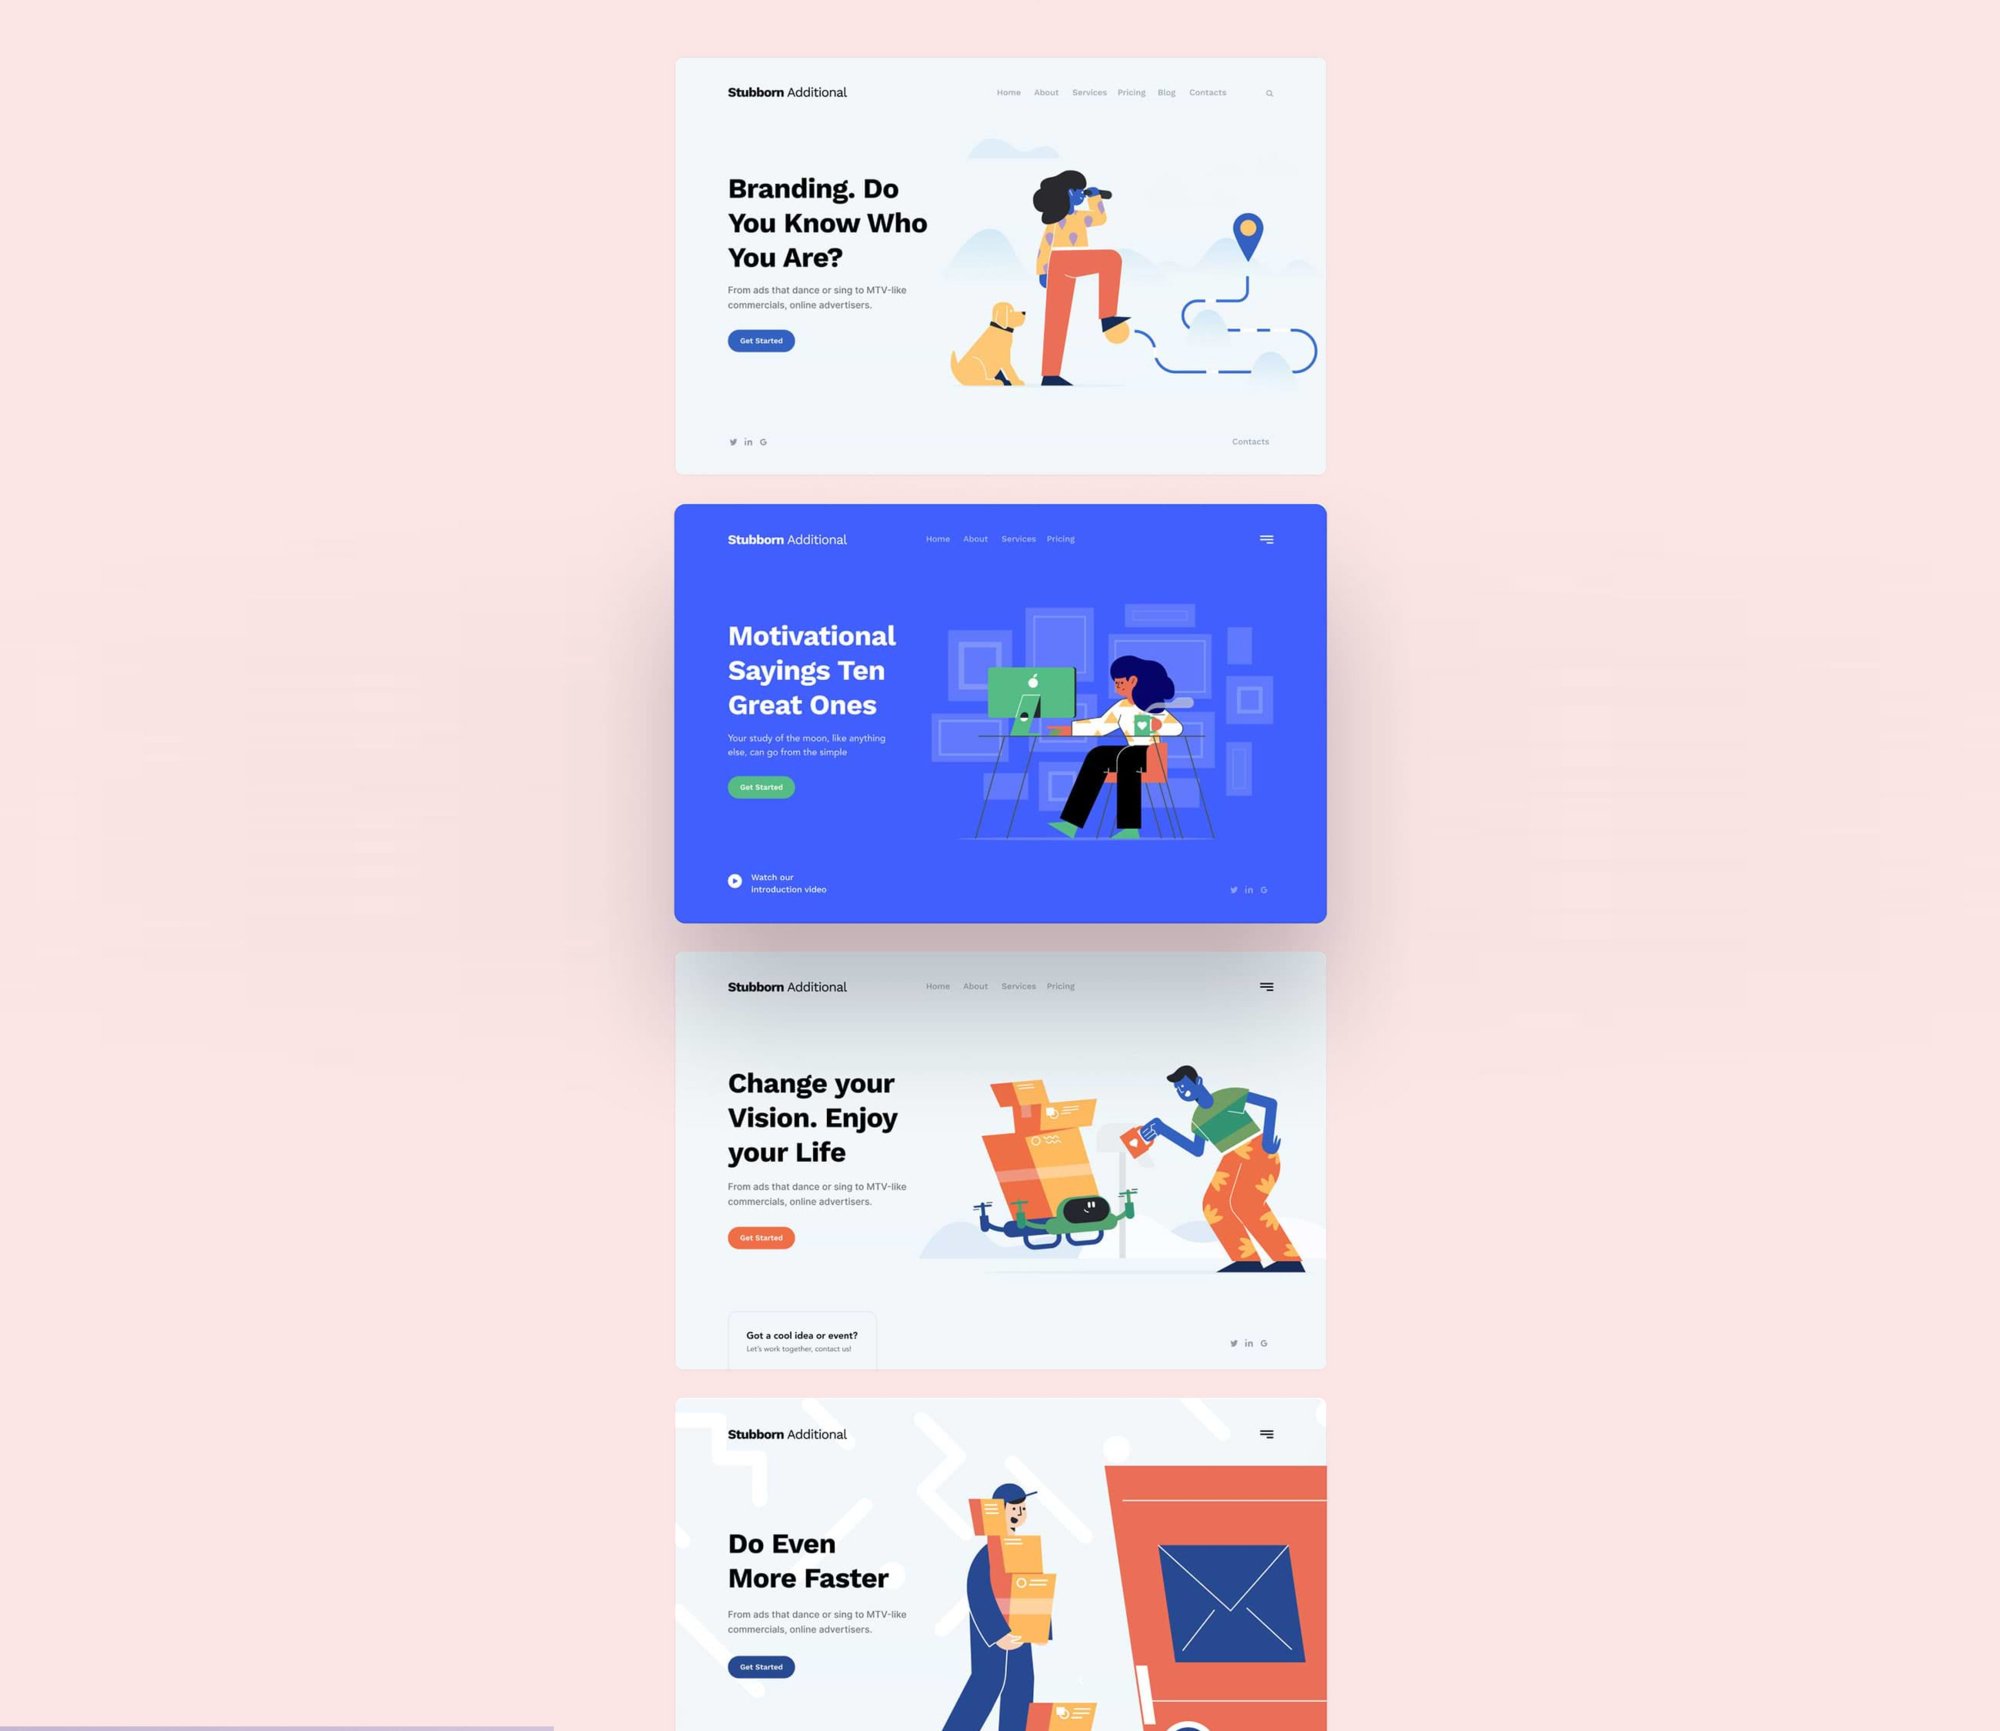 Stubborn Additional
Home About Services Pricing Blog Contacts
Branding. Do
You Know Who
You Are?
From ads that dance or sing to MTV-like
commercials, online advertisers.
Get Started
Contacts
Stubborn Additional
Home About Services Pricing
Motivational
Sayings Ten
Great Ones
Your study of the moon, like anything
else, can go from the simple
Get Started
Watch our
introduction video
Stubborn Additional
Home About Services Pricing
Change your
Vision. Enjoy
your Life
From ads that dance or sing to MTV-like
commercials, online advertisers.
Get Started
Got a cool idea or event?
Let's work together, contact us!
Stubborn Additional
Do Even
More Faster
From ads that dance or sing to MTV-like
commercials, online advertisers.
Get Started